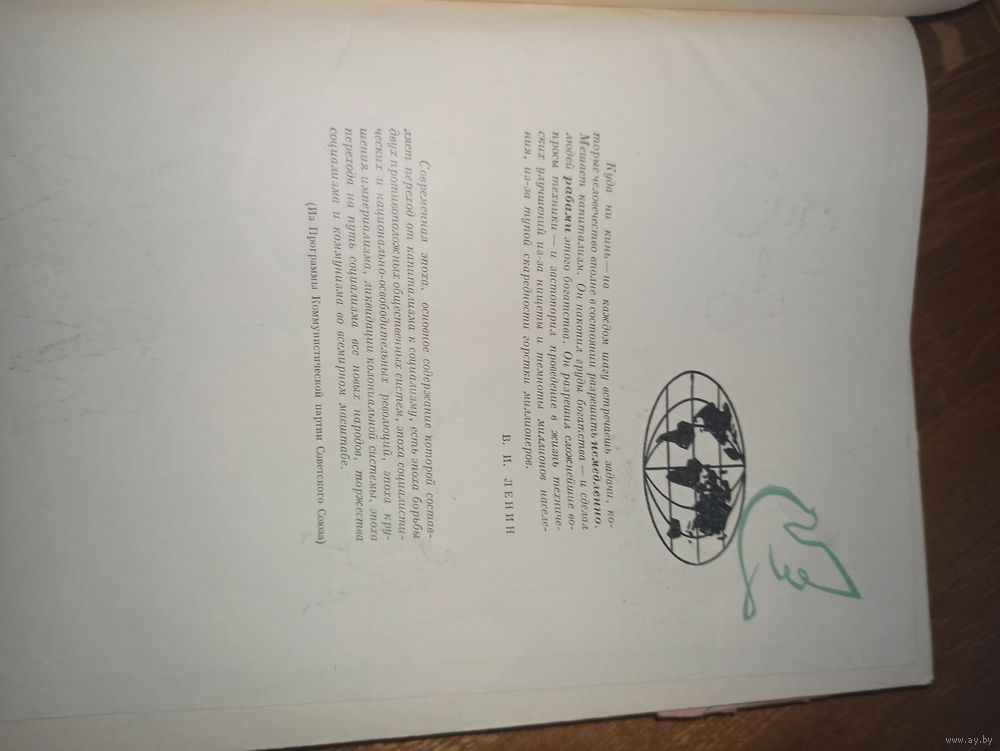 Куда ни кинь — на каждом шагу встречаешь задачи, ко-
торые человечество вполне в состоянии разрешить немедленно.
Мешает капитализм. Он накопил груды богатства — и сделал
людей рабами этого богатства. Он разрешил сложнейшие во-
просы техники — и застопорил проведение в жизнь техниче-
ских улучшений из-за нищеты и темноты миллионов населе-
ния, из-за тупой скаредности горстки миллионеров.
В. И. ЛЕНИН
Современная эпоха, основное содержание которой состав-
ляет переход от капитализма к социализму, есть эпоха борьбы
двух противоположных общественных систем, эпоха социалисти-
ческих и национально-освободительных революций, эпоха кру-
шения империализма, ликвидации колониальной системы, эпоха
перехода на путь социализма все новых народов, торжества
социализма и коммунизма во всемирном масштабе.
(Из Программы Коммунистической партии Советского Союза)
www.ay.by